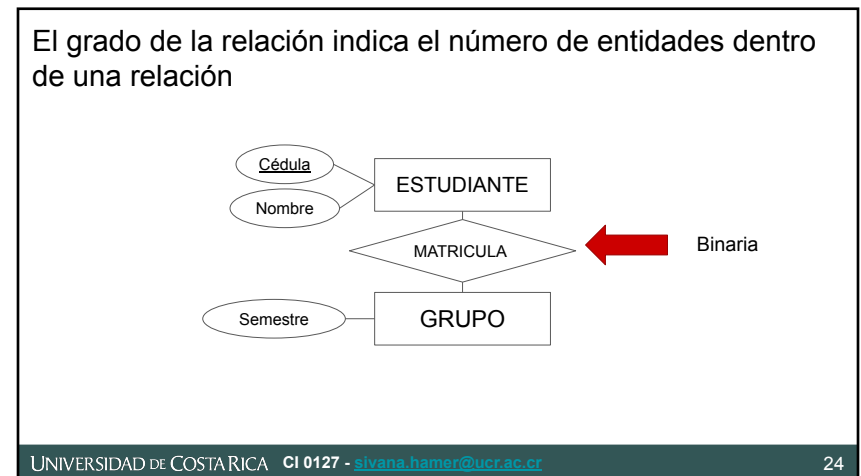 El grado de la relación indica el número de entidades dentro
de una relación
Cédula
ESTUDIANTE
Nombre
MATRICULA
Binaria
Semestre
GRUPO
UNIVERSIDAD DE COSTA RICA CI 0127 - sivana.hamer@ucr.ac.cr 24